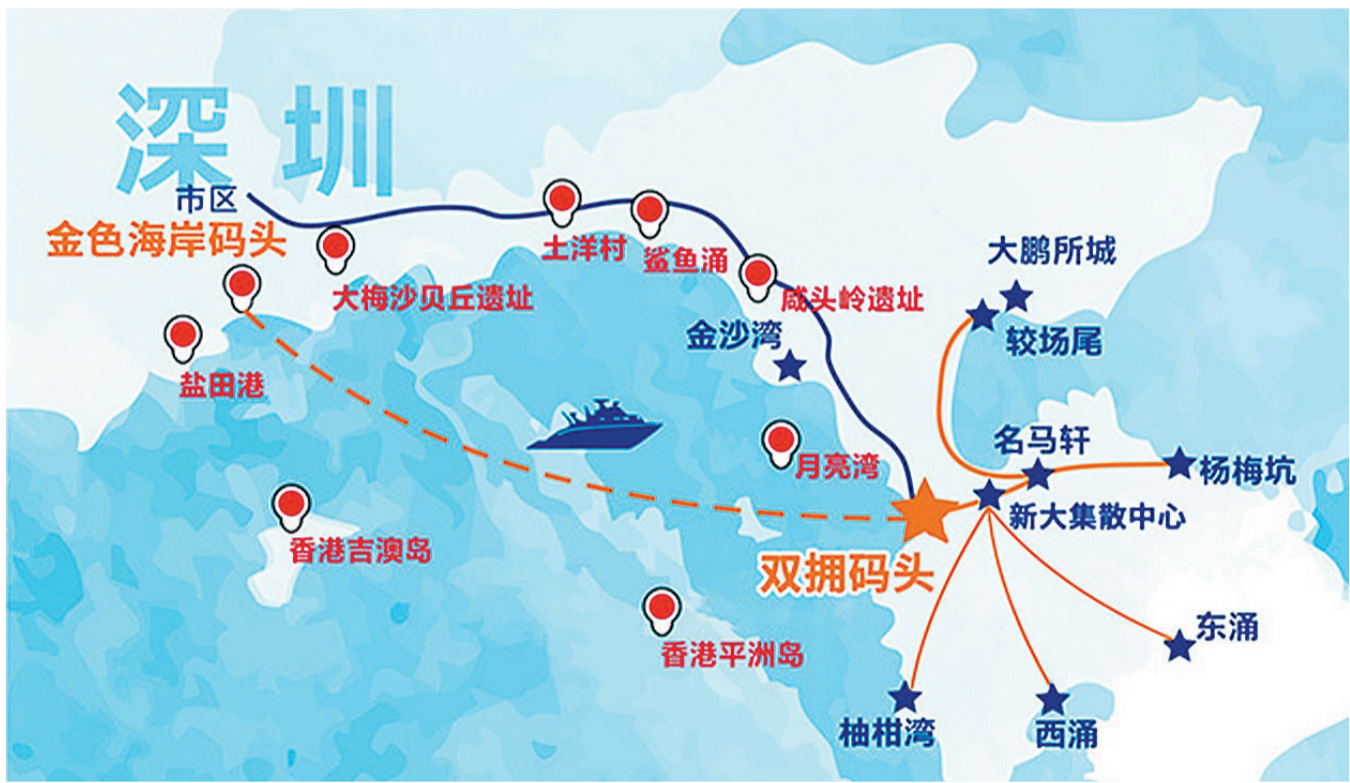 深圳
市区
金色海岸码头
土洋村
鲨鱼涌
大鹏所城
大梅沙贝丘遗址
咸头岭遗址
金沙湾
较场尾
盐田港
月亮湾
名马轩
杨梅坑
新大集散中心
香港吉澳岛
双拥码头
香港平洲岛
东涌
柚柑湾
西涌